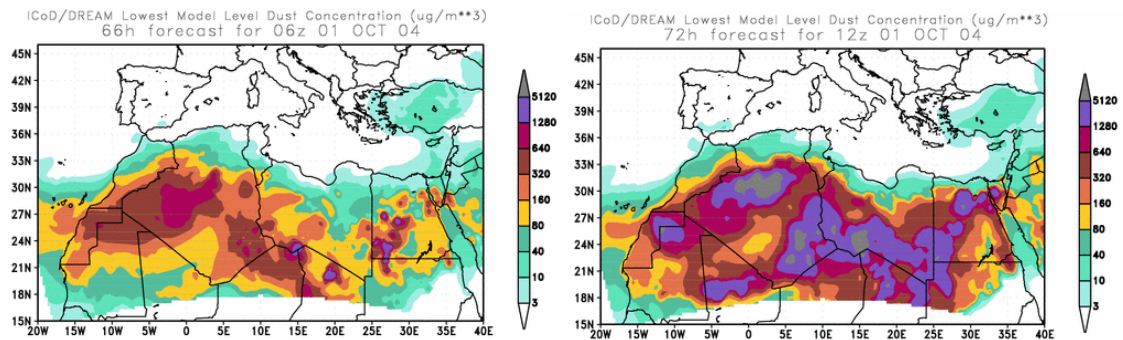 ICoD/DREAM Lowest Model Level Dust Concentration (ug/m**3)
66h forecast for 06z 01 OCT 04
45N
42N
39N
36N
33N
30N
27N
24N
21N
18N
15N
20W 15W 10W 5W 0 5E 10E 15E 20E 25E 30E 35E 40E
5120
1280
640
320
160
80
40
10
3
ICoD/DREAM Lowest Model Level Dust Concentration (ug/m**3)
72h forecast for 12z 01 OCT 04
45N
42N
39N
36N
33N
30N
27N
24N
21N
18N
15N
20W 15W 10W 5W 0 5E 10E 15E 20E 25E 30E 35E 40E
5120
1280
640
320
160
80
40
10
3